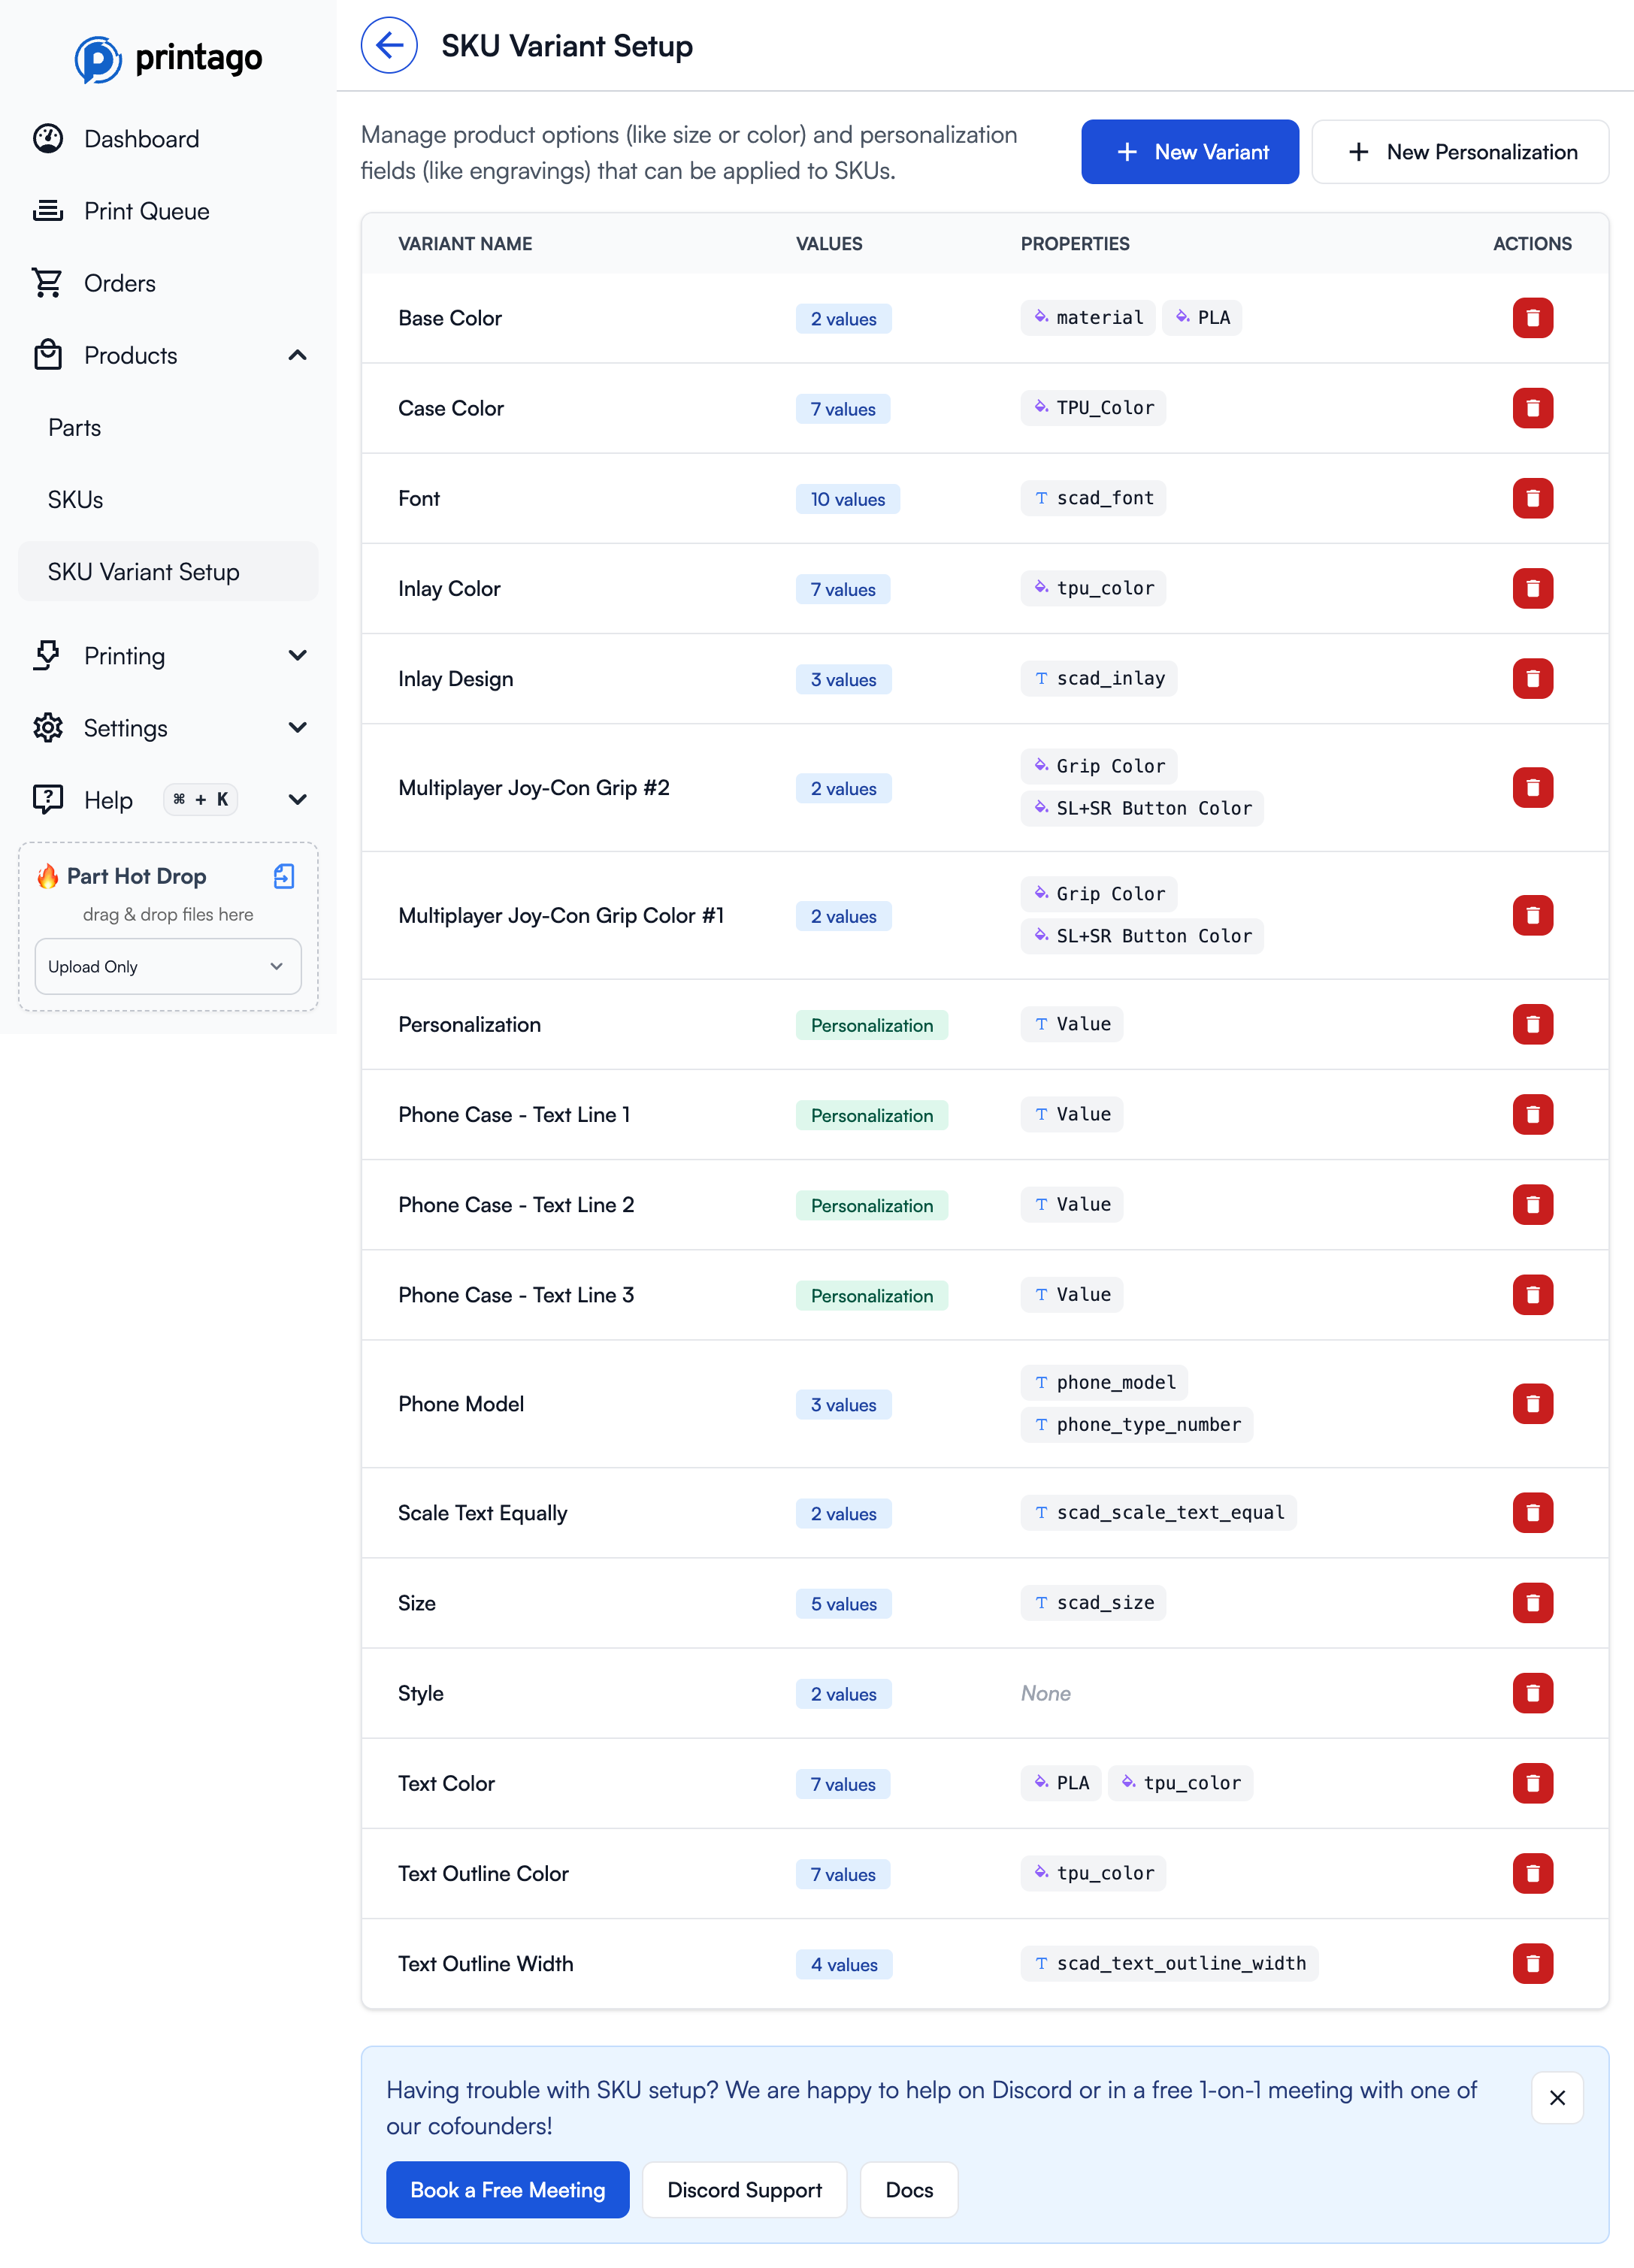 printago
Dashboard
Print Queue
Orders
Products
Parts
SKUs
SKU Variant Setup
Printing
Settings
Help ⌘ + K
🔥 Part Hot Drop
drag & drop files here
Upload Only
SKU Variant Setup
Manage product options (like size or color) and personalization
fields (like engravings) that can be applied to SKUs.
+ New Variant
+ New Personalization
VARIANT NAME VALUES PROPERTIES ACTIONS
Base Color 2 values material PLA
Case Color 7 values TPU_Color
Font 10 values T scad_font
Inlay Color 7 values tpu_color
Inlay Design 3 values T scad_inlay
Multiplayer Joy-Con Grip #2 2 values Grip Color
SL+SR Button Color
Multiplayer Joy-Con Grip Color #1 2 values Grip Color
SL+SR Button Color
Personalization Personalization T Value
Phone Case - Text Line 1 Personalization T Value
Phone Case - Text Line 2 Personalization T Value
Phone Case - Text Line 3 Personalization T Value
Phone Model 3 values T phone_model
T phone_type_number
Scale Text Equally 2 values T scad_scale_text_equal
Size 5 values T scad_size
Style 2 values None
Text Color 7 values PLA tpu_color
Text Outline Color 7 values tpu_color
Text Outline Width 4 values T scad_text_outline_width
Having trouble with SKU setup? We are happy to help on Discord or in a free 1-on-1 meeting with one of
our cofounders!
Book a Free Meeting
Discord Support
Docs